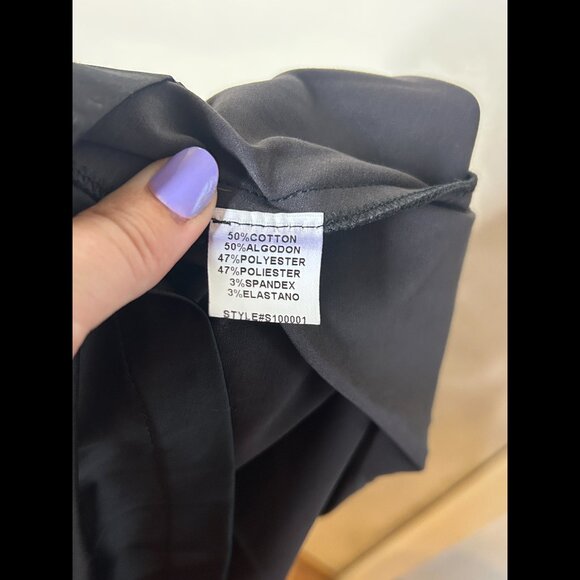 50%COTTON
50%ALGODON
47%POLYESTER
47%POLIESTER
3%SPANDEX
3%ELASTANO
STYLE#S100001